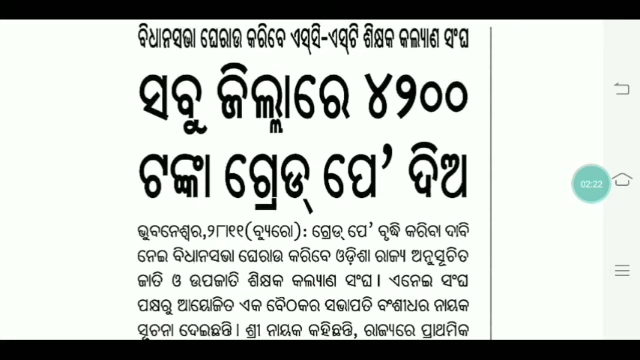 ବିଧାନସଭା ଘେରାଉ କରିବେ ଏସ୍‌ସି-ଏସ୍‌ଟି ଶିକ୍ଷକ କଲ୍ୟାଣ ସଂଘ
ସବୁ ଜିଲ୍ଲାରେ ୪୨୦୦
ଟଙ୍କା ଗ୍ରେଡ୍ ପେ’ ଦିଅ
ଭୁବନେଶ୍ୱର,୨୮।୧୧(ବ୍ୟୁରୋ): ଗ୍ରେଡ୍ ପେ’ ବୃଦ୍ଧି କରିବା ଦାବି
ନେଇ ବିଧାନସଭା ଘେରାଉ କରିବେ ଓଡ଼ିଶା ରାଜ୍ୟ ଅନୁସୂଚିତ
ଜାତି ଓ ଉପଜାତି ଶିକ୍ଷକ କଲ୍ୟାଣ ସଂଘ। ଏନେଇ ସଂଘ
ପକ୍ଷରୁ ଆୟୋଜିତ ଏକ ବୈଠକର ସଭାପତି ବଂଶୀଧର ନାୟକ
ସୂଚନା ଦେଇଛନ୍ତି। ଶ୍ରୀ ନାୟକ କହିଛନ୍ତି, ରାଜ୍ୟରେ ପ୍ରାଥମିକ
02:22